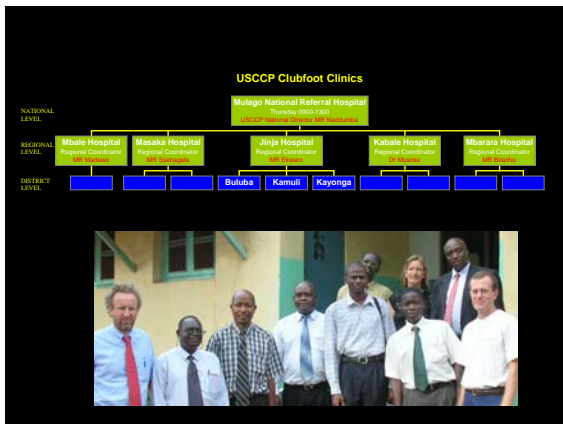 USCCP Clubfoot Clinics
NATIONAL LEVEL
Mulago National Referral Hospital
Thursday 0900-1300
USCCP National Director MR Naddumba
REGIONAL LEVEL
Mbale Hospital
Regional Coordinator
MR Madewo
Masaka Hospital
Regional Coordinator
MR Ssebagala
Jinja Hospital
Regional Coordinator
MR Ekwaro
Kabale Hospital
Regional Coordinator
Dr Musoke
Mbarara Hospital
Regional Coordinator
MR Bitariho
DISTRICT LEVEL
Buluba
Kamuli
Kayonga